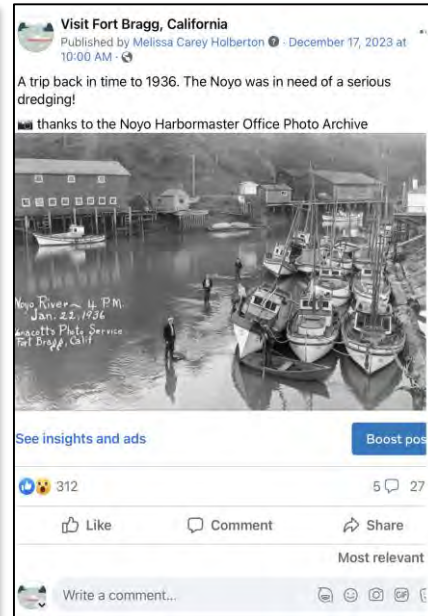 Visit Fort Bragg, California
Published by Melissa Carey Holberton · December 17, 2023 at
10:00 AM ·
A trip back in time to 1936. The Noyo was in need of a serious
dredging!
thanks to the Noyo Harbormaster Office Photo Archive
Noyo River ~ 4 P.M.
Jan. 22, 1936
Photo Service
Fort Bragg, Calif
See insights and ads
Boost pos
312
5
27
Like
Comment
Share
Most relevant
Write a comment...
GIF